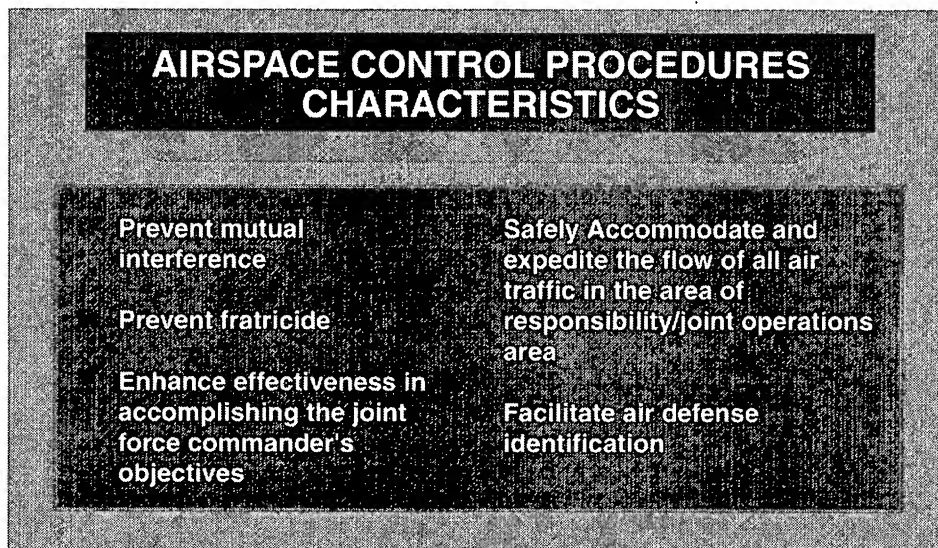 AIRSPACE CONTROL PROCEDURES
CHARACTERISTICS
Prevent mutual
interference
Prevent fratricide
Enhance effectiveness in
accomplishing the joint
force commander's
objectives
Safely Accommodate and
expedite the flow of all air
traffic in the area of
responsibility/joint operations
area
Facilitate air defense
identification